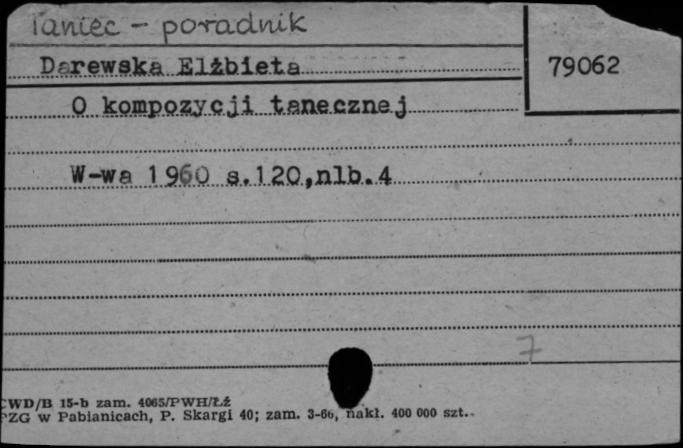 taniec - poradnik
Darewska Elżbieta
79062
O kompozycji tanecznej
W-wa 1960 s.120,nlb.4
7
CWD/B 15-b zam. 4065/PWH/Łź
PZG w Pabianicach, P. Skargi 40; zam. 3-66, nakł. 400 000 szt.